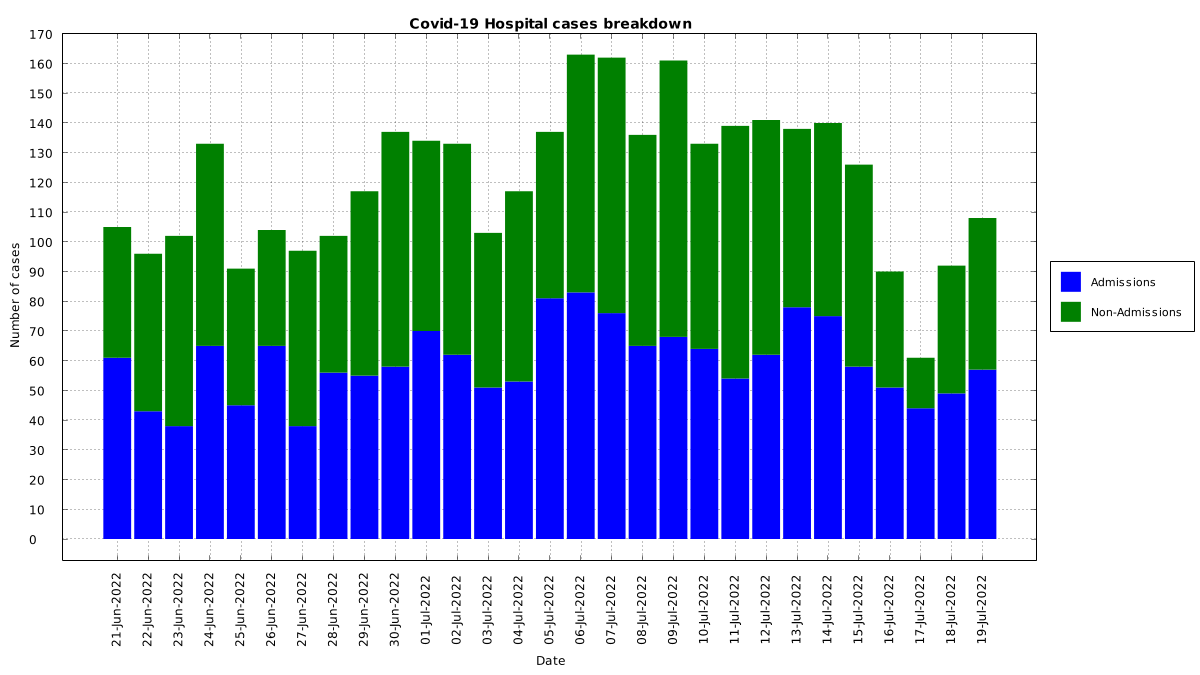 Covid-19 Hospital cases breakdown
170
160
150
140
130
120
110
100
90
80
70
60
50
40
30
20
10
0
Number of cases
Admissions
Non-Admissions
21-Jun-2022
22-Jun-2022
23-Jun-2022
24-Jun-2022
25-Jun-2022
26-Jun-2022
27-Jun-2022
28-Jun-2022
29-Jun-2022
30-Jun-2022
01-Jul-2022
02-Jul-2022
03-Jul-2022
04-Jul-2022
05-Jul-2022
06-Jul-2022
07-Jul-2022
08-Jul-2022
09-Jul-2022
10-Jul-2022
11-Jul-2022
12-Jul-2022
13-Jul-2022
14-Jul-2022
15-Jul-2022
16-Jul-2022
17-Jul-2022
18-Jul-2022
19-Jul-2022
Date